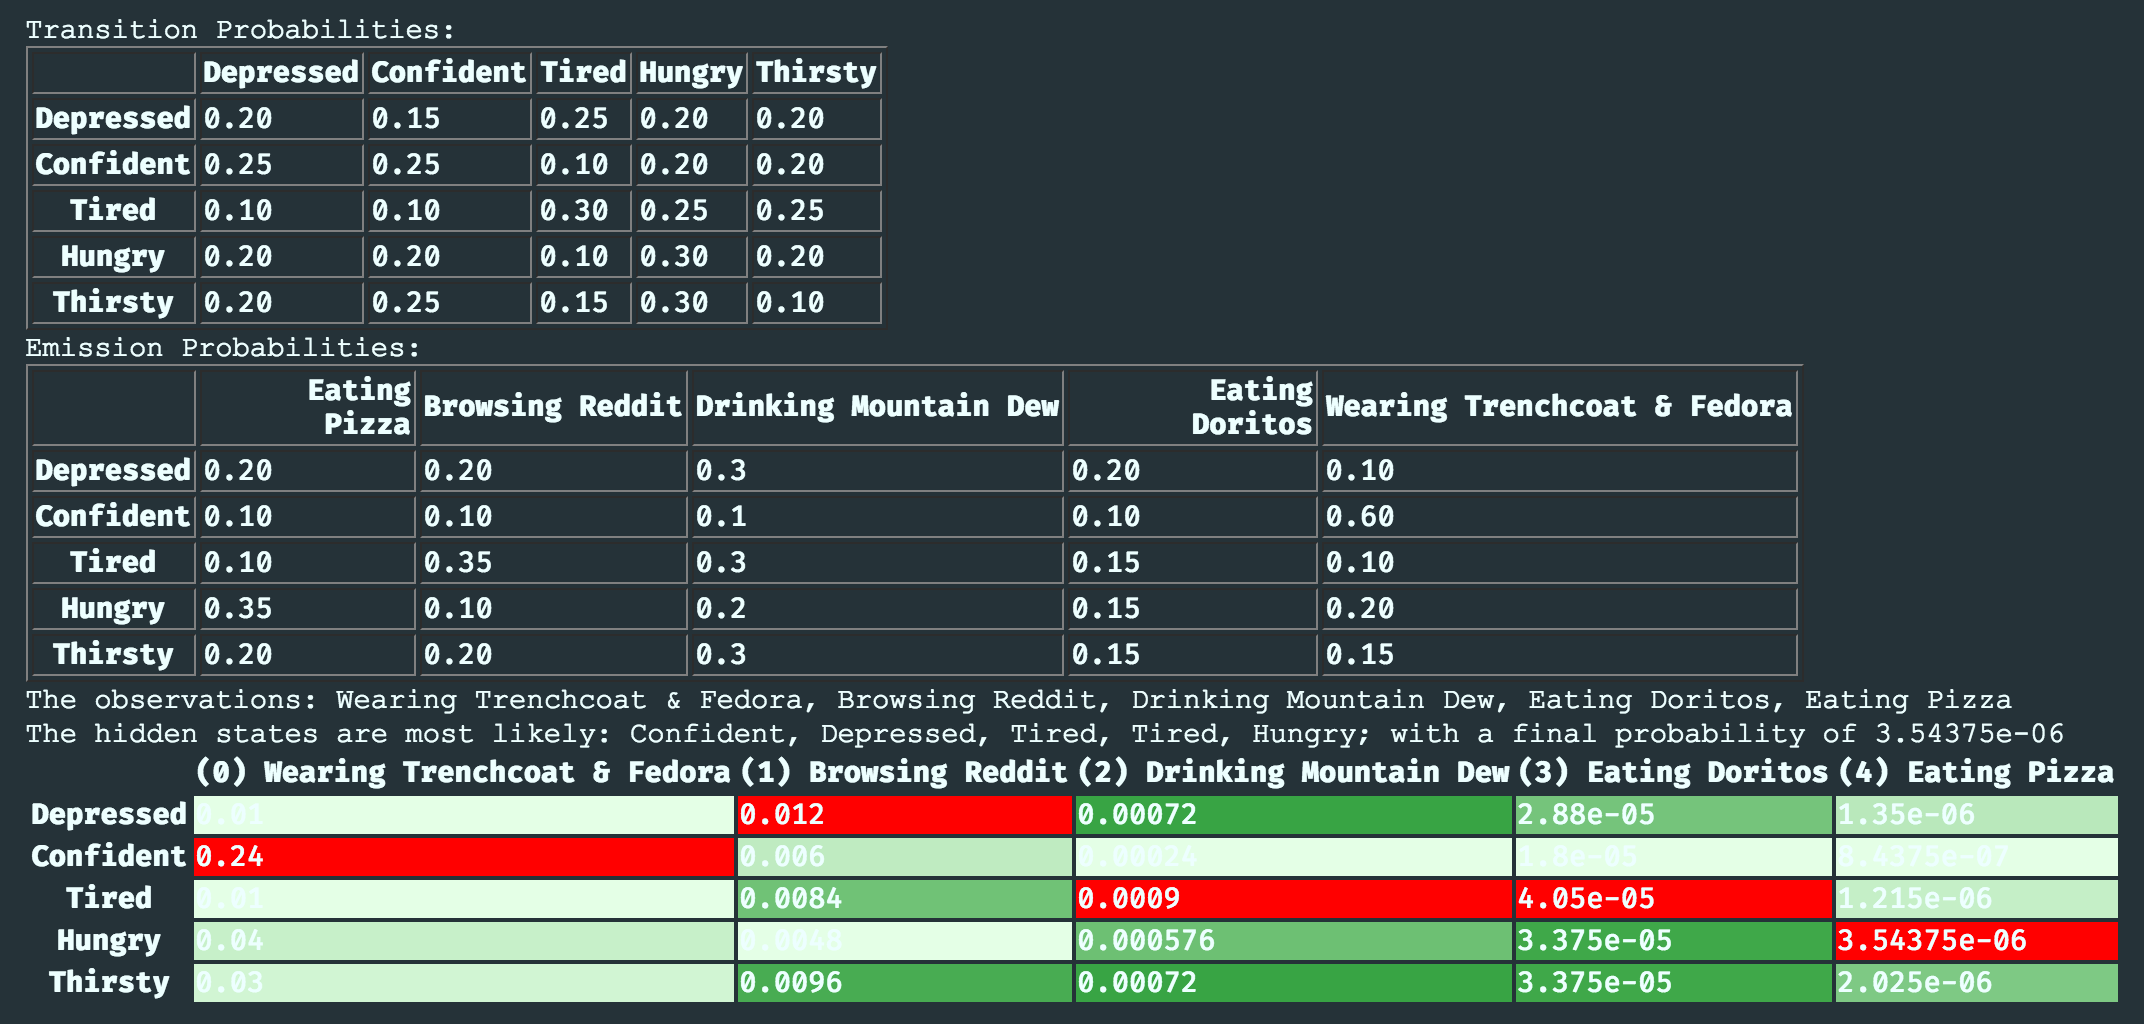 Transition Probabilities:
Depressed Confident Tired Hungry Thirsty
Depressed 0.20 0.15 0.25 0.20 0.20
Confident 0.25 0.25 0.10 0.20 0.20
Tired 0.10 0.10 0.30 0.25 0.25
Hungry 0.20 0.20 0.10 0.30 0.20
Thirsty 0.20 0.25 0.15 0.30 0.10
Emission Probabilities:
Eating Pizza Browsing Reddit Drinking Mountain Dew Eating Doritos Wearing Trenchcoat & Fedora
Depressed 0.20 0.20 0.3 0.20 0.10
Confident 0.10 0.10 0.1 0.10 0.60
Tired 0.10 0.35 0.3 0.15 0.10
Hungry 0.35 0.10 0.2 0.15 0.20
Thirsty 0.20 0.20 0.3 0.15 0.15
The observations: Wearing Trenchcoat & Fedora, Browsing Reddit, Drinking Mountain Dew, Eating Doritos, Eating Pizza
The hidden states are most likely: Confident, Depressed, Tired, Tired, Hungry; with a final probability of 3.54375e-06
(0) Wearing Trenchcoat & Fedora (1) Browsing Reddit (2) Drinking Mountain Dew (3) Eating Doritos (4) Eating Pizza
Depressed 0.01 0.012 0.00072 2.88e-05 1.35e-06
Confident 0.24 0.006 0.00024 1.8e-05 8.4375e-07
Tired 0.01 0.0084 0.0009 4.05e-05 1.215e-06
Hungry 0.04 0.0048 0.000576 3.375e-05 3.54375e-06
Thirsty 0.03 0.0096 0.00072 3.375e-05 2.025e-06